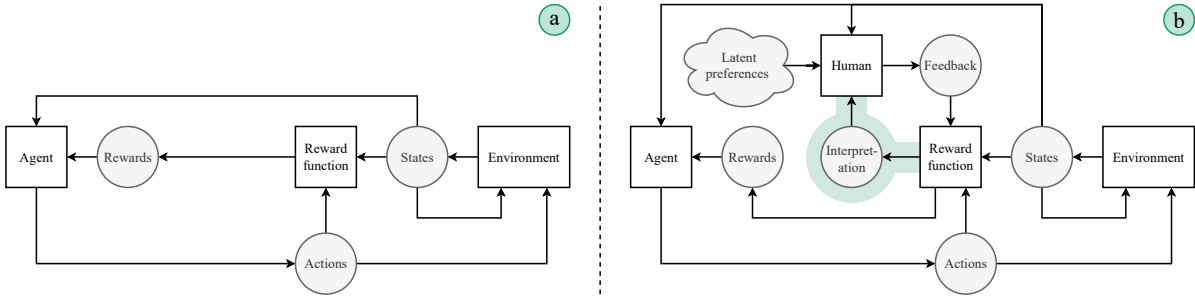 a
Agent
Rewards
Reward
function
States
Environment
Actions
b
Latent
preferences
Human
Feedback
Agent
Rewards
Interpret-
ation
Reward
function
States
Environment
Actions